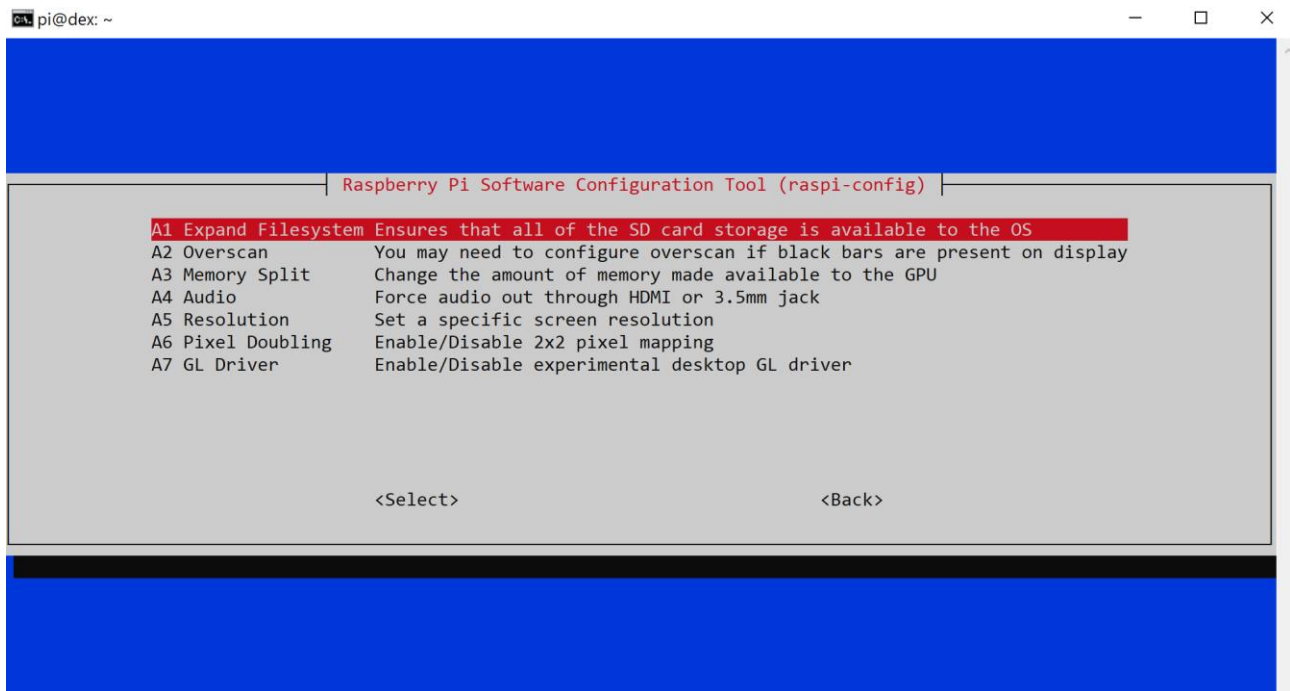 pi@dex: ~
Raspberry Pi Software Configuration Tool (raspi-config)
A1 Expand Filesystem Ensures that all of the SD card storage is available to the OS
A2 Overscan You may need to configure overscan if black bars are present on display
A3 Memory Split Change the amount of memory made available to the GPU
A4 Audio Force audio out through HDMI or 3.5mm jack
A5 Resolution Set a specific screen resolution
A6 Pixel Doubling Enable/Disable 2x2 pixel mapping
A7 GL Driver Enable/Disable experimental desktop GL driver
<Select> <Back>